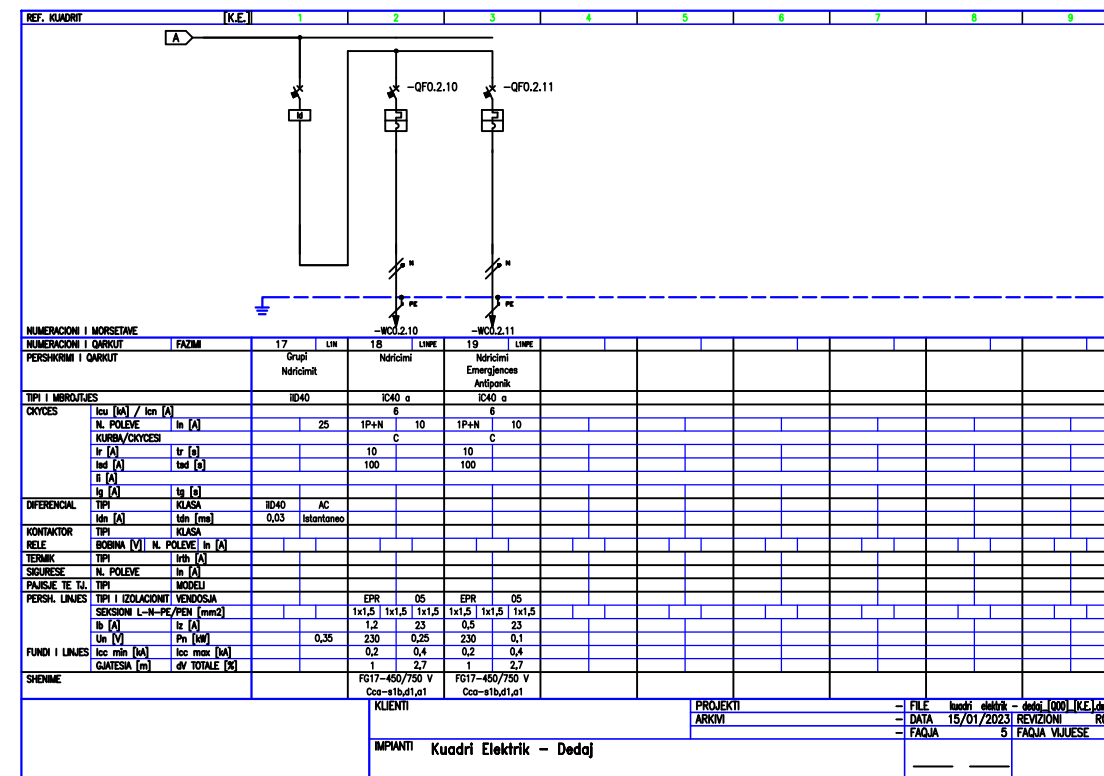 REF. KUADRIT [K.E.] 1 2 3 4 5 6 7 8 9
A
-QF0.2.10 -QF0.2.11
Id
N N
PE PE
NUMERACIONI I MORSETAVE -WC0.2.10 -WC0.2.11
NUMERACIONI I QARKUT FAZIMI 17 L1N 18 L1NPE 19 L1NPE
PERSHKRIMI I QARKUT Grupi Ndricimi Ndricimi
Ndricimit Emergjences
Antipanik
TIPI I MBROJTJES iID40 iC40 a iC40 a
CKYCES Icu [kA] / Icn [A] 6 6
N. POLEVE In [A] 25 1P+N 10 1P+N 10
KURBA/CKYCESI C C
Ir [A] tr [s] 10 10
Isd [A] tsd [s] 100 100
Ii [A]
Ig [A] tg [s]
DIFERENCIAL TIPI KLASA iID40 AC
Idn [A] tdn [ms] 0,03 Istantaneo
KONTAKTOR TIPI KLASA
RELE BOBINA [V] N. POLEVE In [A]
TERMIK TIPI Irth [A]
SIGURESE N. POLEVE In [A]
PAJISJE TE TJ. TIPI MODELI
PERSH. LINJES TIPI I IZOLACIONIT VENDOSJA EPR 05 EPR 05
SEKSIONI L-N-PE/PEN [mm2] 1x1,5 1x1,5 1x1,5 1x1,5 1x1,5 1x1,5
Ib [A] Iz [A] 1,2 23 0,5 23
Un [V] Pn [kW] 0,35 230 0,25 230 0,1
FUNDI I LINJES Icc min [kA] Icc max [kA] 0,2 0,4 0,2 0,4
GJATESIA [m] dV TOTALE [%] 1 2,7 1 2,7
SHENIME FG17-450/750 V FG17-450/750 V
Cca-s1b,d1,a1 Cca-s1b,d1,a1
KLIENTI PROJEKTI - FILE kuadri elektrik - dedaj_[Q00]_[K.E.].d
ARKIVI - DATA 15/01/2023 REVIZIONI
- FAQJA 5 FAQJA VIJUESE
IMPIANTI Kuadri Elektrik - Dedaj